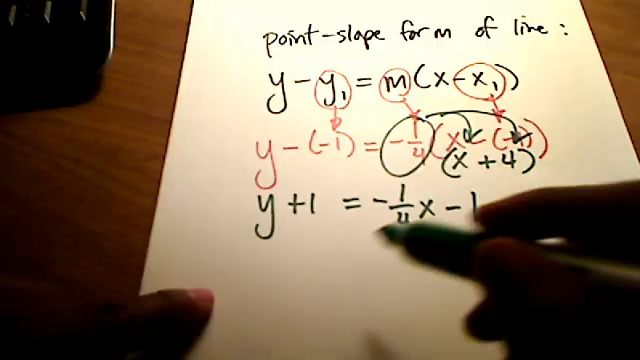 point-slope form of line :
y - y₁ = m(x - x₁)
y - (-1) = -1/4 (x - (-4))
(x + 4)
y + 1 = -1/4 x - 1